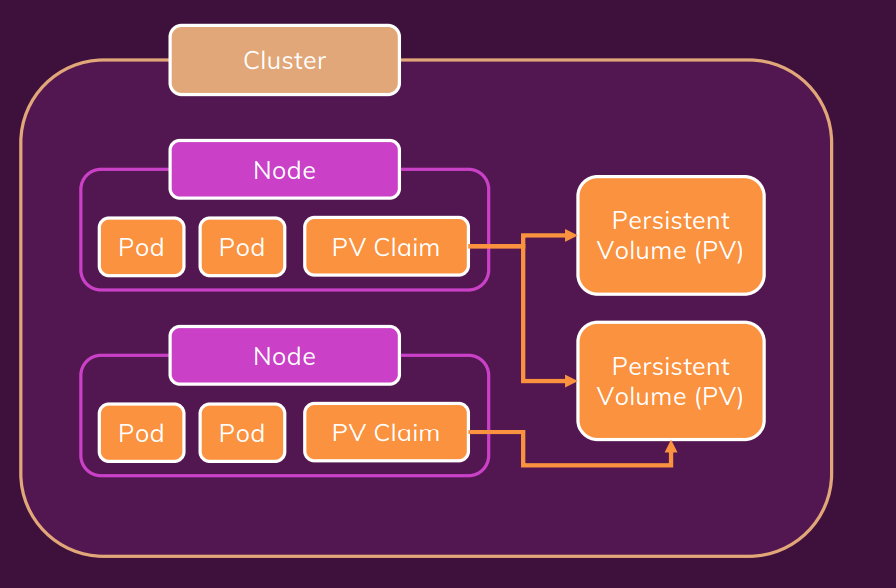 Cluster
Node
Pod
Pod
PV Claim
Persistent
Volume (PV)
Node
Pod
Pod
PV Claim
Persistent
Volume (PV)